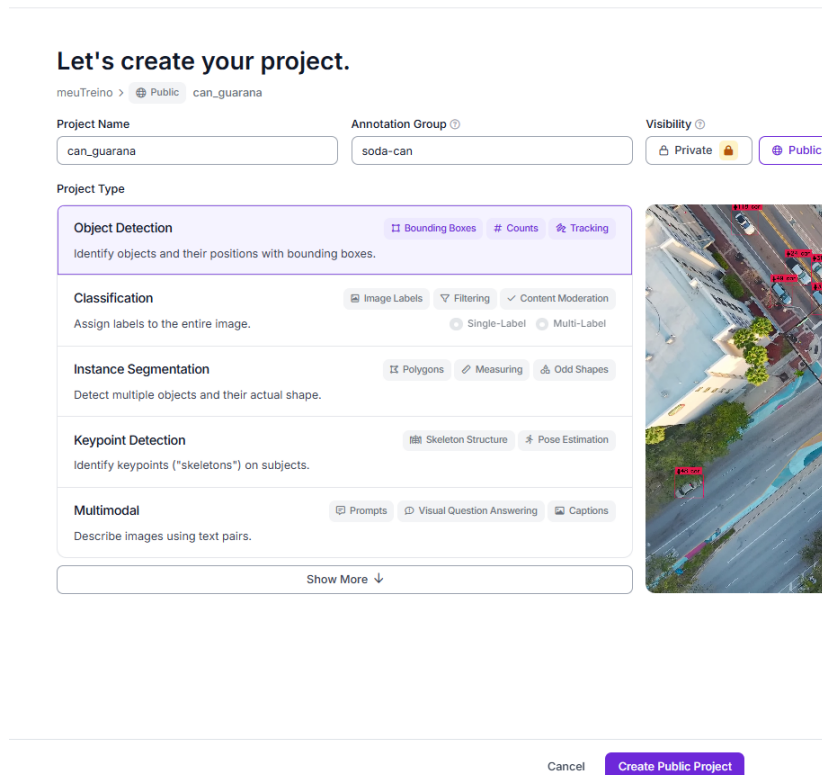 Let's create your project.
meuTreino > Public can_guarana
Project Name
can_guarana
Annotation Group
soda-can
Visibility
Private
Public
Project Type
Object Detection
Bounding Boxes
Counts
Tracking
Identify objects and their positions with bounding boxes.
Classification
Image Labels
Filtering
Content Moderation
Assign labels to the entire image.
Single-Label
Multi-Label
Instance Segmentation
Polygons
Measuring
Odd Shapes
Detect multiple objects and their actual shape.
Keypoint Detection
Skeleton Structure
Pose Estimation
Identify keypoints ("skeletons") on subjects.
Multimodal
Prompts
Visual Question Answering
Captions
Describe images using text pairs.
Show More ↓
Cancel
Create Public Project